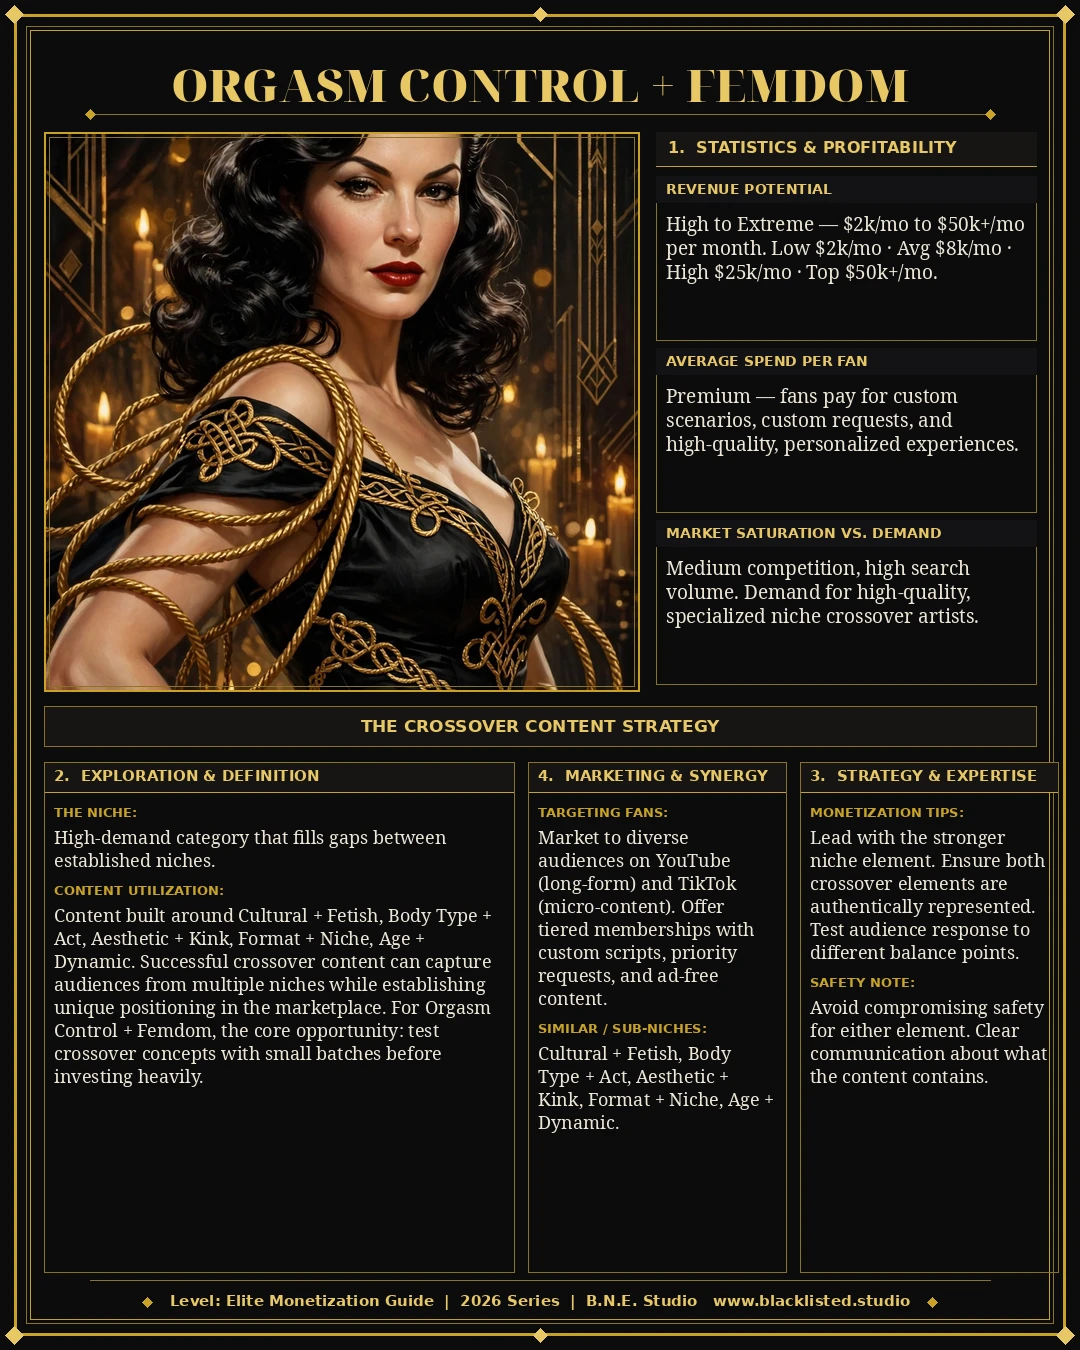 ORGASM CONTROL + FEMDOM
1. STATISTICS & PROFITABILITY
REVENUE POTENTIAL
High to Extreme — $2k/mo to $50k+/mo
per month. Low $2k/mo · Avg $8k/mo ·
High $25k/mo · Top $50k+/mo.
AVERAGE SPEND PER FAN
Premium — fans pay for custom
scenarios, custom requests, and
high-quality, personalized experiences.
MARKET SATURATION VS. DEMAND
Medium competition, high search
volume. Demand for high-quality,
specialized niche crossover artists.
THE CROSSOVER CONTENT STRATEGY
2. EXPLORATION & DEFINITION
THE NICHE:
High-demand category that fills gaps between
established niches.
CONTENT UTILIZATION:
Content built around Cultural + Fetish, Body Type +
Act, Aesthetic + Kink, Format + Niche, Age +
Dynamic. Successful crossover content can capture
audiences from multiple niches while establishing
unique positioning in the marketplace. For Orgasm
Control + Femdom, the core opportunity: test
crossover concepts with small batches before
investing heavily.
4. MARKETING & SYNERGY
TARGETING FANS:
Market to diverse
audiences on YouTube
(long-form) and TikTok
(micro-content). Offer
tiered memberships with
custom scripts, priority
requests, and ad-free
content.
SIMILAR / SUB-NICHES:
Cultural + Fetish, Body
Type + Act, Aesthetic +
Kink, Format + Niche, Age +
Dynamic.
3. STRATEGY & EXPERTISE
MONETIZATION TIPS:
Lead with the stronger
niche element. Ensure both
crossover elements are
authentically represented.
Test audience response to
different balance points.
SAFETY NOTE:
Avoid compromising safety
for either element. Clear
communication about what
the content contains.
Level: Elite Monetization Guide | 2026 Series | B.N.E. Studio www.blacklisted.studio